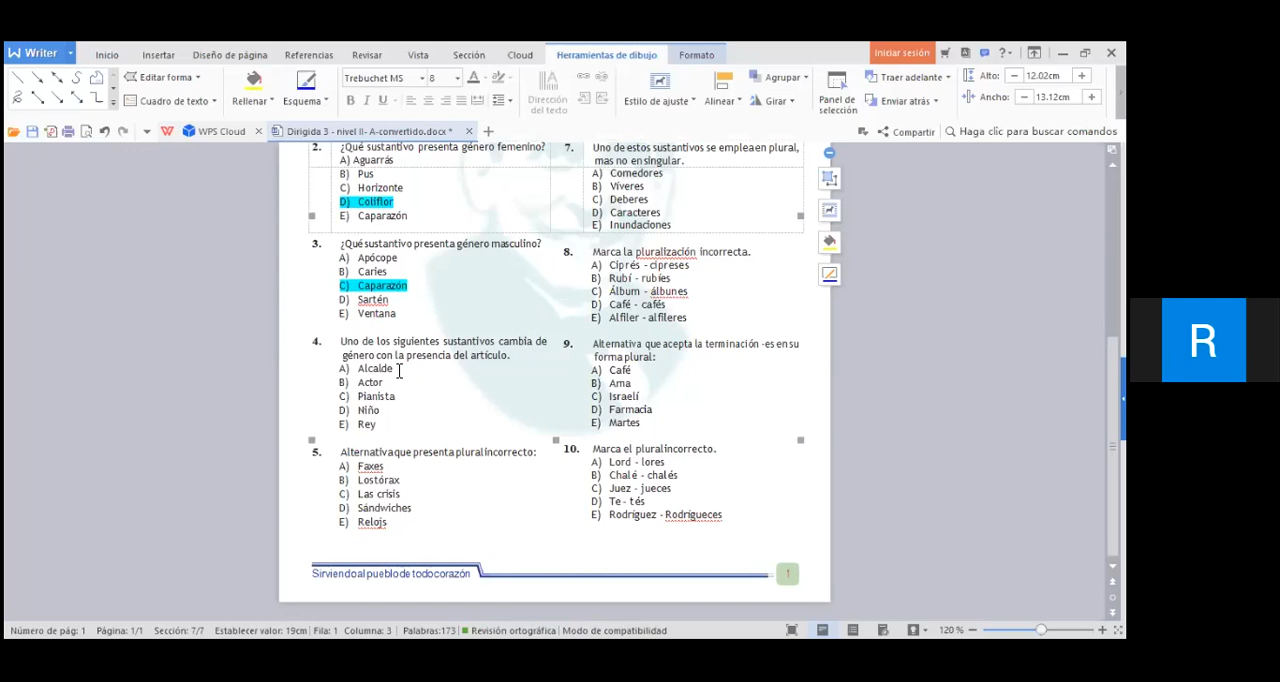 Writer
Inicio Insertar Diseño de página Referencias Revisar Vista Sección Cloud Herramientas de dibujo Formato Iniciar sesión
Editar forma Trebuchet MS 8 Agrupar Traer adelante Alto: 12.02cm
Cuadro de texto Rellenar Esquema Dirección del texto Estilo de ajuste Alinear Girar Panel de selección Enviar atrás Ancho: 13.12cm
WPS Cloud Dirigida 3 - nivel II- A-convertido.docx * Compartir Haga clic para buscar comandos
2. ¿Qué sustantivo presenta género femenino?
A) Aguarrás
B) Pus
C) Horizonte
D) Coliflor
E) Caparazón
3. ¿Qué sustantivo presenta género masculino?
A) Apócope
B) Caries
C) Caparazón
D) Sartén
E) Ventana
4. Uno de los siguientes sustantivos cambia de
género con la presencia del artículo.
A) Alcalde
B) Actor
C) Pianista
D) Niño
E) Rey
5. Alternativa que presenta plural incorrecto:
A) Faxes
B) Los tórax
C) Las crisis
D) Sándviches
E) Relojs
7. Uno de estos sustantivos se emplea en plural,
mas no en singular.
A) Comedores
B) Víveres
C) Deberes
D) Caracteres
E) Inundaciones
8. Marca la pluralización incorrecta.
A) Ciprés - cipreses
B) Rubí - rubíes
C) Álbum - álbunes
D) Café - cafés
E) Alfiler - alfileres
9. Alternativa que acepta la terminación -es en su
forma plural:
A) Café
B) Ama
C) Israelí
D) Farmacia
E) Martes
10. Marca el plural incorrecto.
A) Lord - lores
B) Chalé - chalés
C) Juez - jueces
D) Te - tés
E) Rodríguez - Rodrígueces
Sirviendo al pueblo de todo corazón
1
R
Número de pág: 1 Página: 1/1 Sección: 7/7 Establecer valor: 19cm Fila: 1 Columna: 3 Palabras:173 Revisión ortográfica Modo de compatibilidad 120 %